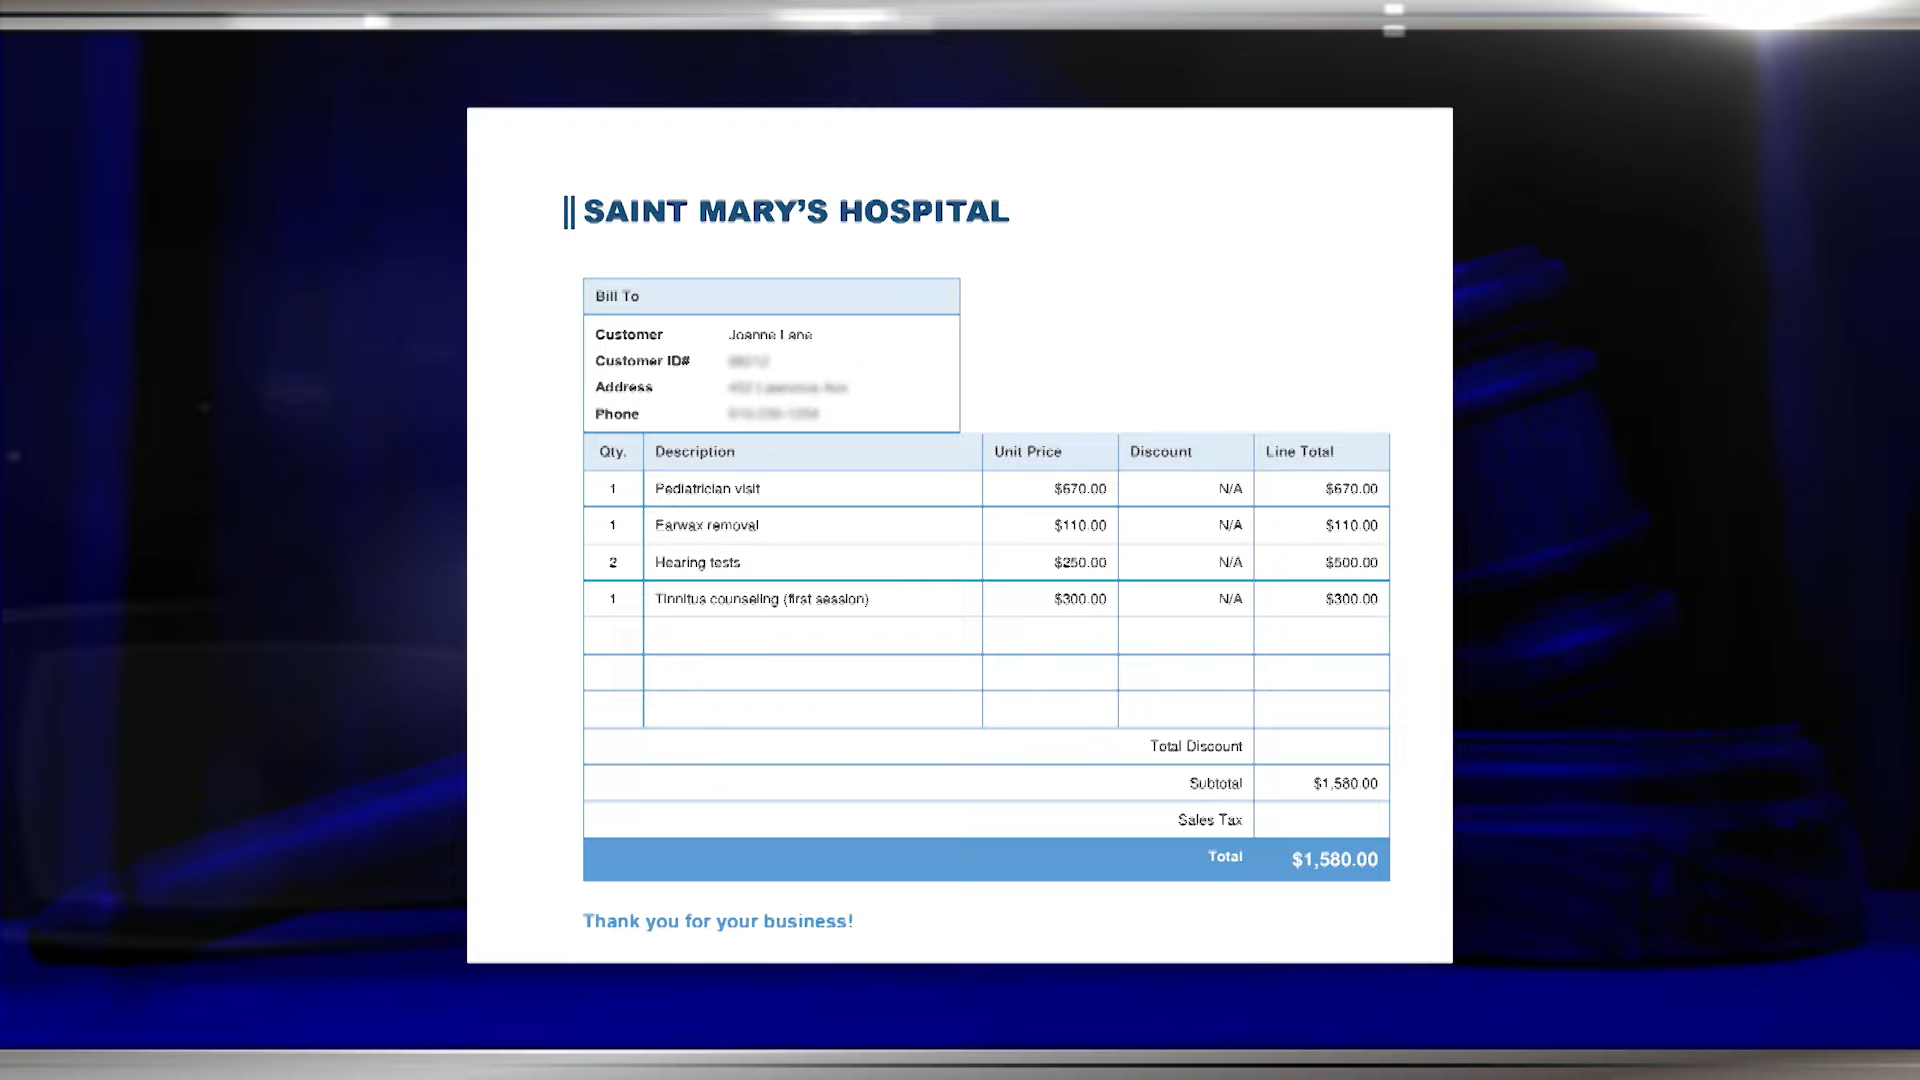 SAINT MARY'S HOSPITAL
Bill To
Customer Joanne Lane
Customer ID#
Address
Phone
Qty. Description Unit Price Discount Line Total
1 Pediatrician visit $670.00 N/A $670.00
1 Earwax removal $110.00 N/A $110.00
2 Hearing tests $250.00 N/A $500.00
1 Tinnitus counseling (first session) $300.00 N/A $300.00
Total Discount
Subtotal $1,580.00
Sales Tax
Total $1,580.00
Thank you for your business!